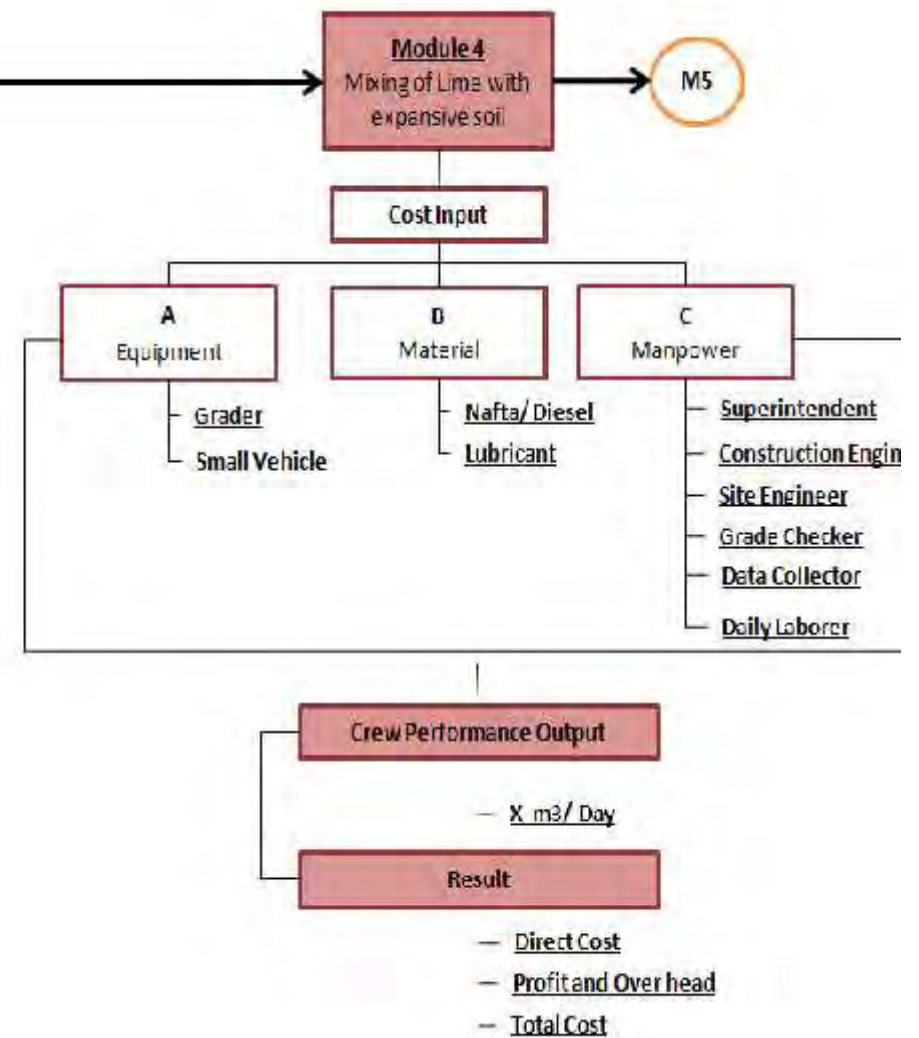 Module 4
Mixing of Lime with
expansive soil
M5
Cost Input
A
Equipment
B
Material
C
Manpower
Grader
Small Vehicle
Nafta/ Diesel
Lubricant
Superintendent
Construction Engin
Site Engineer
Grade Checker
Data Collector
Daily Laborer
Crew Performance Output
X m3/ Day
Result
Direct Cost
Profit and Over head
Total Cost